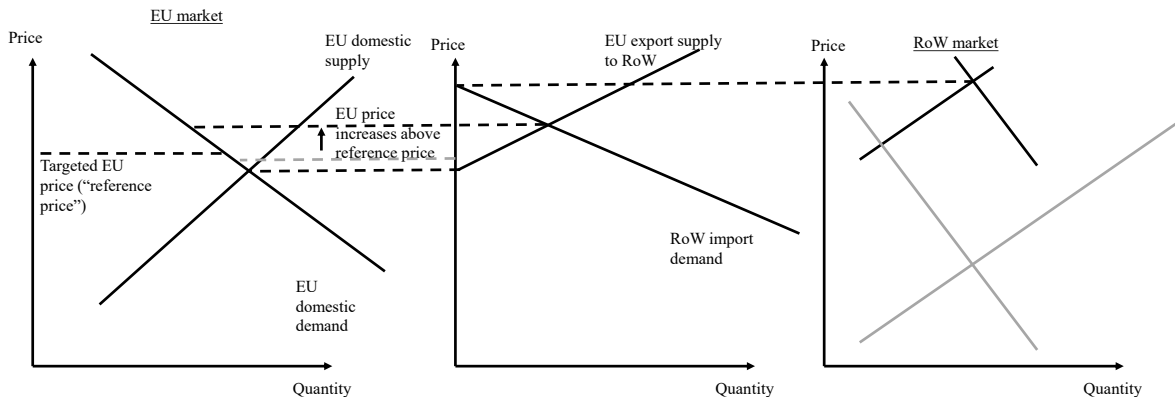 EU market
Price
EU domestic
supply
Targeted EU
price (“reference
price”)
EU
domestic
demand
Quantity
Price
EU export supply
to RoW
EU price
increases above
reference price
RoW import
demand
Quantity
Price
RoW market
Quantity